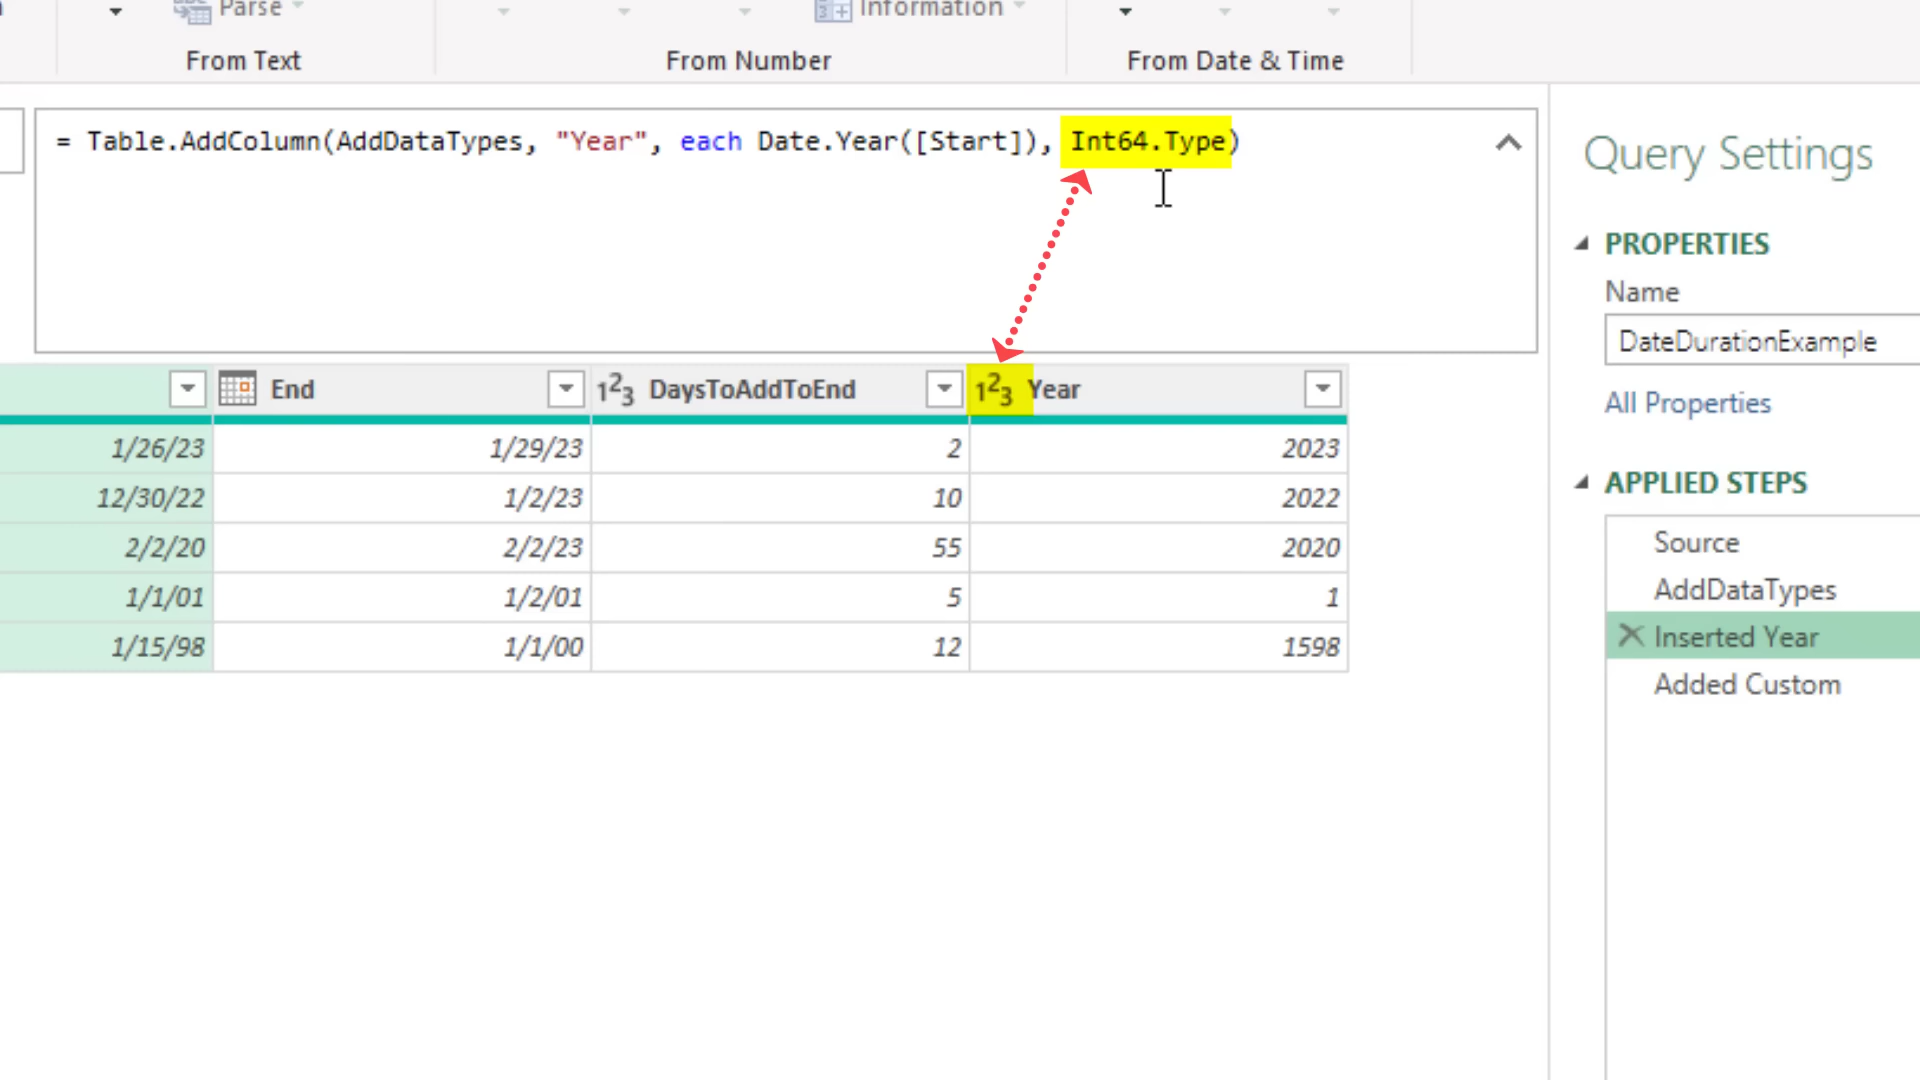 Parse
Information
From Text
From Number
From Date & Time
= Table.AddColumn(AddDataTypes, "Year", each Date.Year([Start]), Int64.Type)
Query Settings
PROPERTIES
Name
DateDurationExample
All Properties
APPLIED STEPS
Source
AddDataTypes
Inserted Year
Added Custom
End 123 DaysToAddToEnd 123 Year
1/26/23 1/29/23 2 2023
12/30/22 1/2/23 10 2022
2/2/20 2/2/23 55 2020
1/1/01 1/2/01 5 1
1/15/98 1/1/00 12 1598